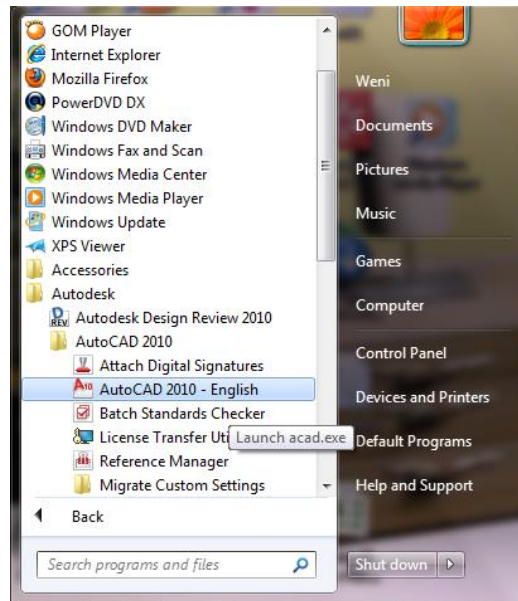 GOM Player
Internet Explorer
Mozilla Firefox
PowerDVD DX
Windows DVD Maker
Windows Fax and Scan
Windows Media Center
Windows Media Player
Windows Update
XPS Viewer
Accessories
Autodesk
Autodesk Design Review 2010
AutoCAD 2010
Attach Digital Signatures
AutoCAD 2010 - English
Batch Standards Checker
License Transfer Uti
Launch acad.exe
Reference Manager
Migrate Custom Settings
Back
Search programs and files
Weni
Documents
Pictures
Music
Games
Computer
Control Panel
Devices and Printers
Default Programs
Help and Support
Shut down